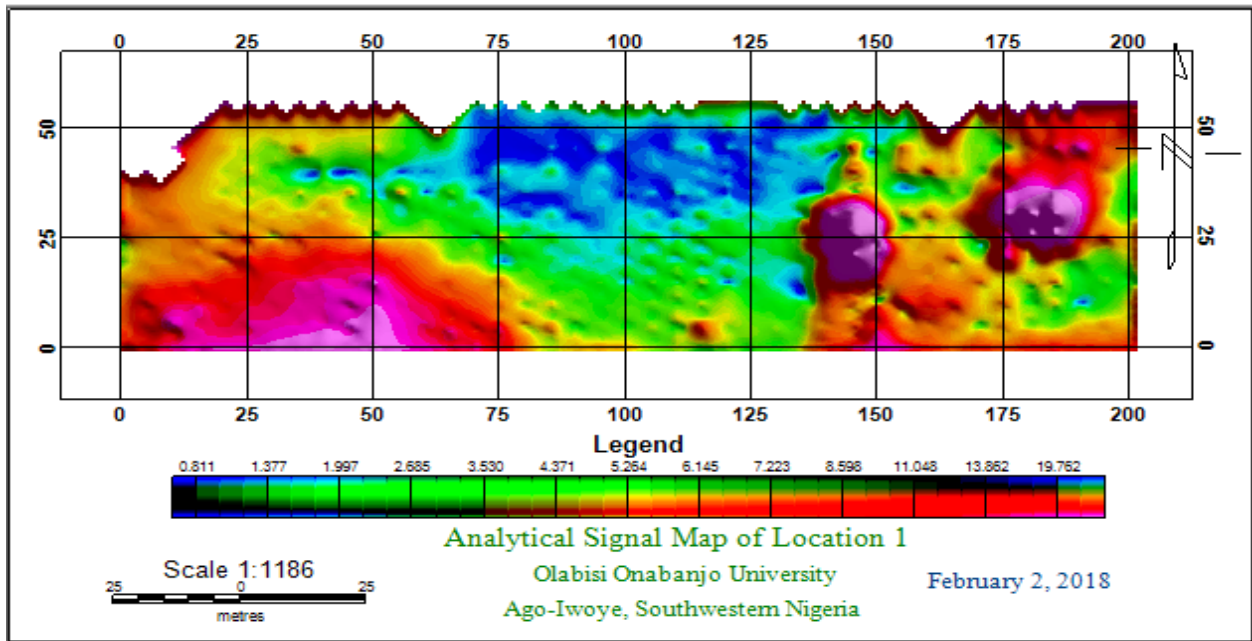 0 25 50 75 100 125 150 175 200
50 50
25 25
0 0
0 25 50 75 100 125 150 175 200
Legend
0.811 1.377 1.997 2.685 3.530 4.371 5.264 6.145 7.223 8.598 11.048 13.862 19.762
Analytical Signal Map of Location 1
Scale 1:1186
Olabisi Onabanjo University
February 2, 2018
25 0 25
Ago-Iwoye, Southwestern Nigeria
metres